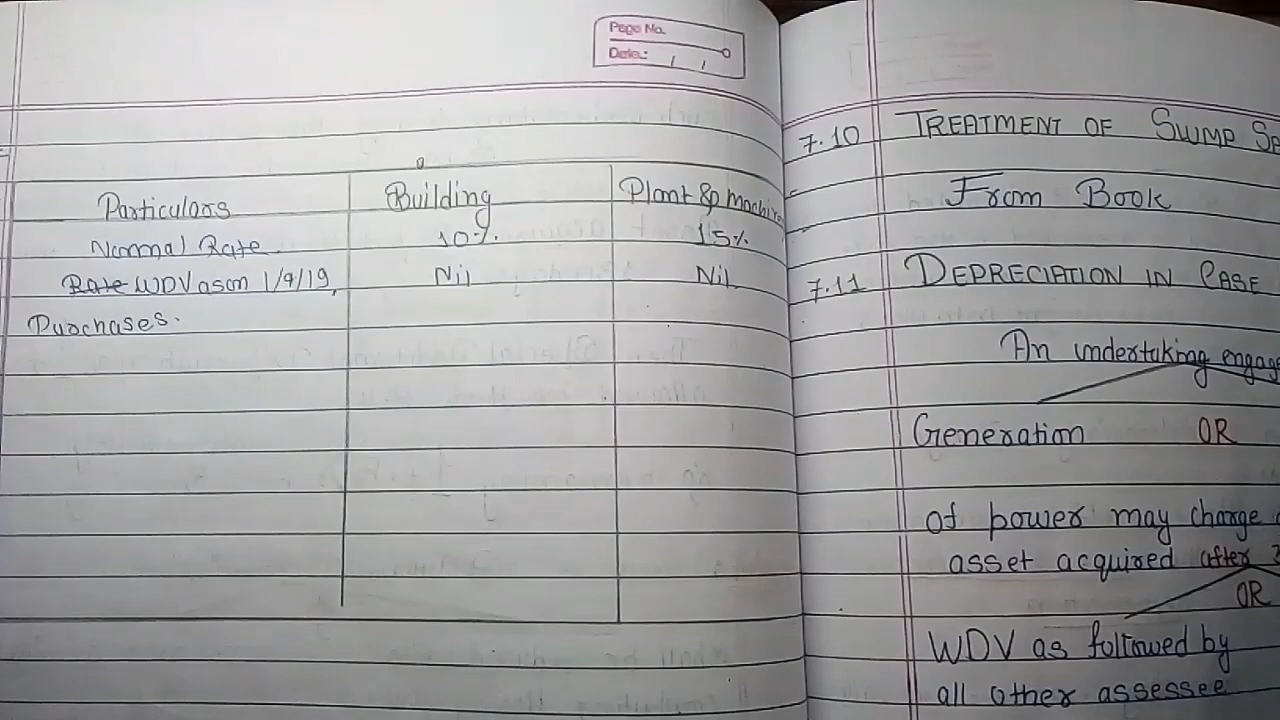 Page No.
Date: / /
Particulars Building Plant &
Normal Rate 10% 15%
Rate WDV as on 1/4/19, Nil Nil
Purchases.
7.10 TREATMENT OF
From Book
7.11 DEPRECIATION IN CASE
An undertaking
Generation OR
of power may charge
asset acquired after
OR
WDV as followed by
all other assessee